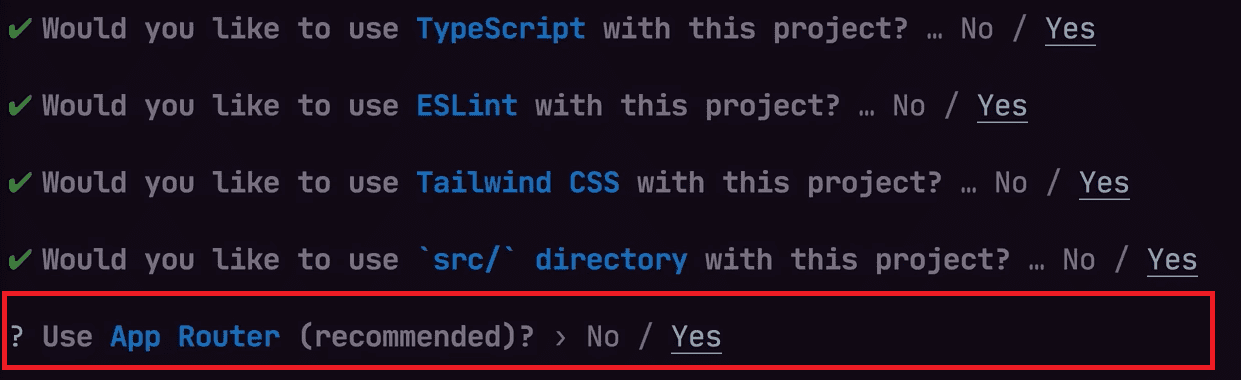 ✔ Would you like to use TypeScript with this project? … No / Yes
✔ Would you like to use ESLint with this project? … No / Yes
✔ Would you like to use Tailwind CSS with this project? … No / Yes
✔ Would you like to use `src/` directory with this project? … No / Yes
? Use App Router (recommended)? › No / Yes